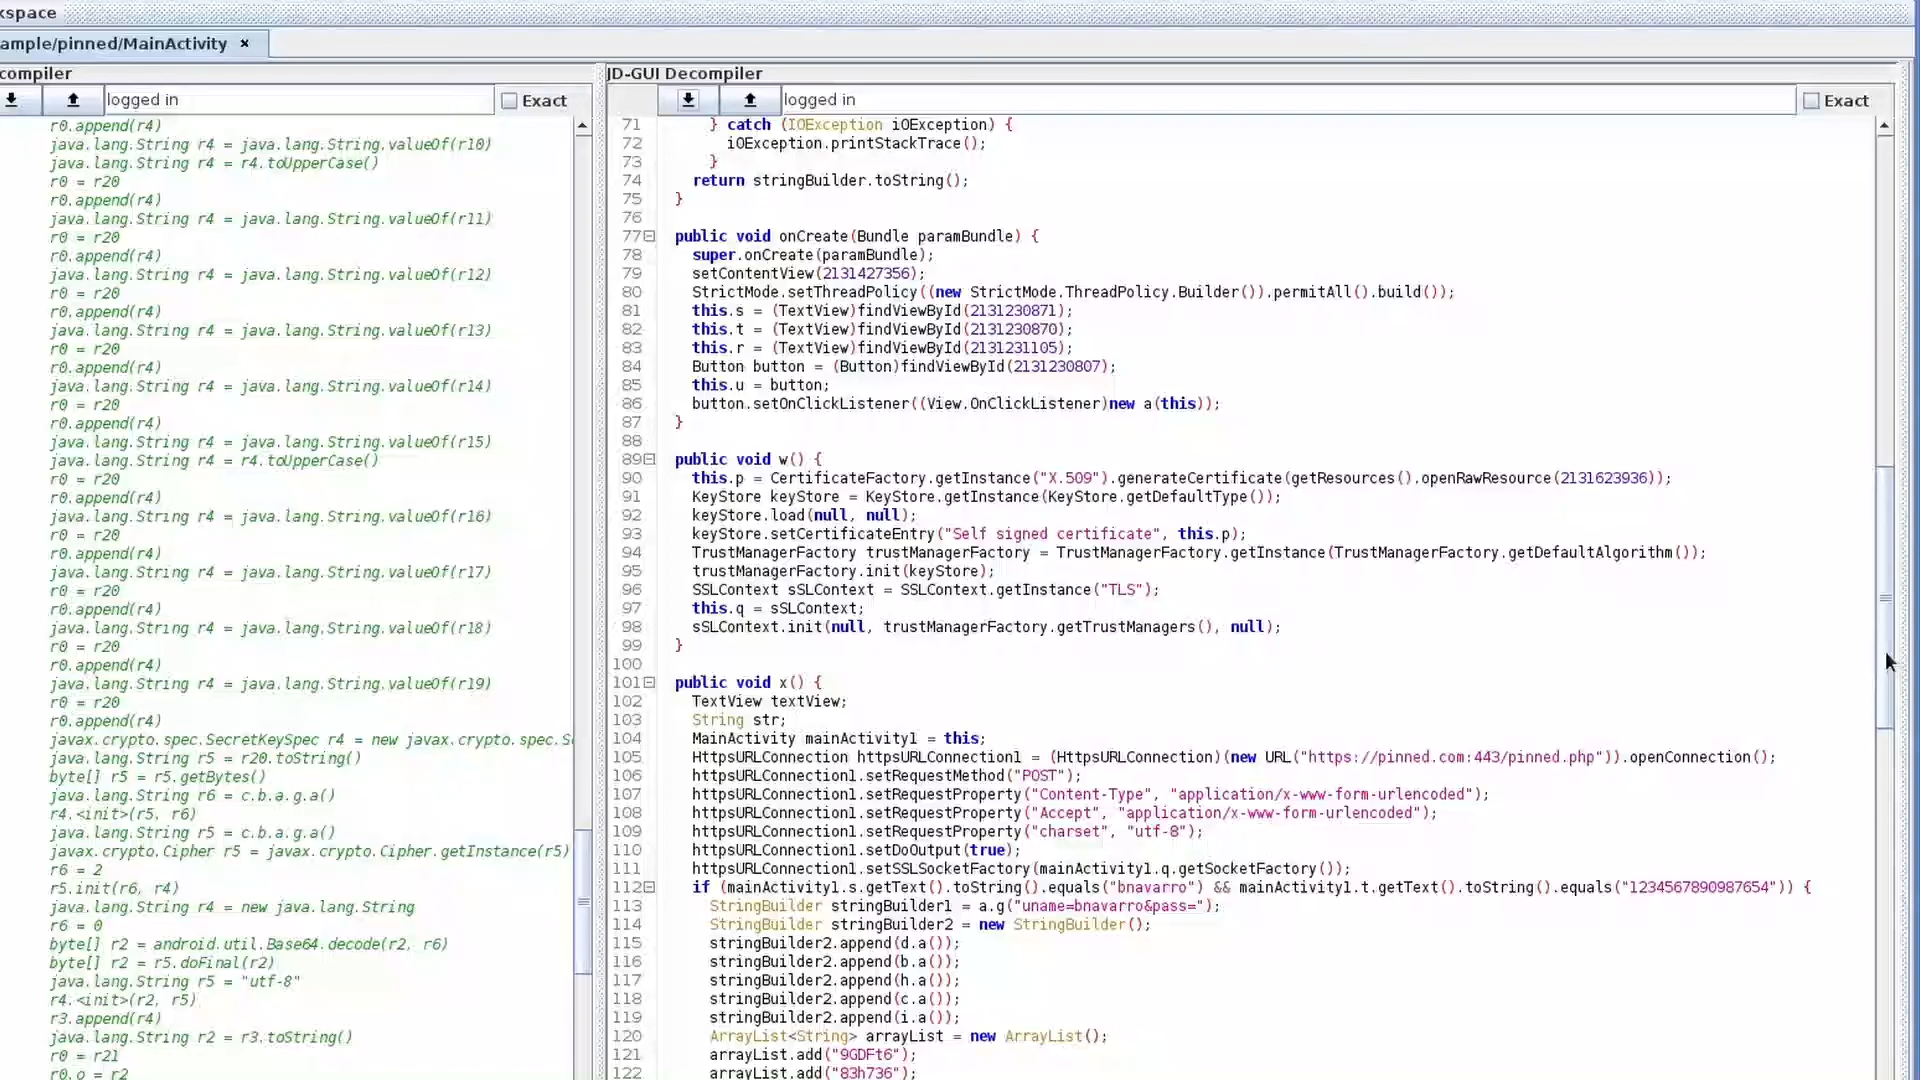 kspace
ample/pinned/MainActivity ×
compiler
logged in
Exact
r0.append(r4)
java.lang.String r4 = java.lang.String.valueOf(r10)
java.lang.String r4 = r4.toUpperCase()
r0 = r20
r0.append(r4)
java.lang.String r4 = java.lang.String.valueOf(r11)
r0 = r20
r0.append(r4)
java.lang.String r4 = java.lang.String.valueOf(r12)
r0 = r20
r0.append(r4)
java.lang.String r4 = java.lang.String.valueOf(r13)
r0 = r20
r0.append(r4)
java.lang.String r4 = java.lang.String.valueOf(r14)
r0 = r20
r0.append(r4)
java.lang.String r4 = java.lang.String.valueOf(r15)
java.lang.String r4 = r4.toUpperCase()
r0 = r20
r0.append(r4)
java.lang.String r4 = java.lang.String.valueOf(r16)
r0 = r20
r0.append(r4)
java.lang.String r4 = java.lang.String.valueOf(r17)
r0 = r20
r0.append(r4)
java.lang.String r4 = java.lang.String.valueOf(r18)
r0 = r20
r0.append(r4)
java.lang.String r4 = java.lang.String.valueOf(r19)
r0 = r20
r0.append(r4)
javax.crypto.spec.SecretKeySpec r4 = new javax.crypto.spec.S
java.lang.String r5 = r20.toString()
byte[] r5 = r5.getBytes()
java.lang.String r6 = c.b.a.g.a()
r4.<init>(r5, r6)
java.lang.String r5 = c.b.a.g.a()
javax.crypto.Cipher r5 = javax.crypto.Cipher.getInstance(r5)
r6 = 2
r5.init(r6, r4)
java.lang.String r4 = new java.lang.String
r6 = 0
byte[] r2 = android.util.Base64.decode(r2, r6)
byte[] r2 = r5.doFinal(r2)
java.lang.String r5 = "utf-8"
r4.<init>(r2, r5)
r3.append(r4)
java.lang.String r2 = r3.toString()
r0 = r21
r0.o = r2
JD-GUI Decompiler
logged in
Exact
71 } catch (IOException iOException) {
72 iOException.printStackTrace();
73 }
74 return stringBuilder.toString();
75 }
76
77 public void onCreate(Bundle paramBundle) {
78 super.onCreate(paramBundle);
79 setContentView(2131427356);
80 StrictMode.setThreadPolicy((new StrictMode.ThreadPolicy.Builder()).permitAll().build());
81 this.s = (TextView)findViewById(2131230871);
82 this.t = (TextView)findViewById(2131230870);
83 this.r = (TextView)findViewById(2131231105);
84 Button button = (Button)findViewById(2131230807);
85 this.u = button;
86 button.setOnClickListener((View.OnClickListener)new a(this));
87 }
88
89 public void w() {
90 this.p = CertificateFactory.getInstance("X.509").generateCertificate(getResources().openRawResource(2131623936));
91 KeyStore keyStore = KeyStore.getInstance(KeyStore.getDefaultType());
92 keyStore.load(null, null);
93 keyStore.setCertificateEntry("Self signed certificate", this.p);
94 TrustManagerFactory trustManagerFactory = TrustManagerFactory.getInstance(TrustManagerFactory.getDefaultAlgorithm());
95 trustManagerFactory.init(keyStore);
96 SSLContext sSLContext = SSLContext.getInstance("TLS");
97 this.q = sSLContext;
98 sSLContext.init(null, trustManagerFactory.getTrustManagers(), null);
99 }
100
101 public void x() {
102 TextView textView;
103 String str;
104 MainActivity mainActivity1 = this;
105 HttpsURLConnection httpsURLConnection1 = (HttpsURLConnection)(new URL("https://pinned.com:443/pinned.php")).openConnection();
106 httpsURLConnection1.setRequestMethod("POST");
107 httpsURLConnection1.setRequestProperty("Content-Type", "application/x-www-form-urlencoded");
108 httpsURLConnection1.setRequestProperty("Accept", "application/x-www-form-urlencoded");
109 httpsURLConnection1.setRequestProperty("charset", "utf-8");
110 httpsURLConnection1.setDoOutput(true);
111 httpsURLConnection1.setSSLSocketFactory(mainActivity1.q.getSocketFactory());
112 if (mainActivity1.s.getText().toString().equals("bnavarro") && mainActivity1.t.getText().toString().equals("1234567890987654")) {
113 StringBuilder stringBuilder1 = a.g("uname=bnavarro&pass=");
114 StringBuilder stringBuilder2 = new StringBuilder();
115 stringBuilder2.append(d.a());
116 stringBuilder2.append(b.a());
117 stringBuilder2.append(h.a());
118 stringBuilder2.append(c.a());
119 stringBuilder2.append(i.a());
120 ArrayList<String> arrayList = new ArrayList();
121 arrayList.add("9GDFt6");
122 arrayList.add("83h736");